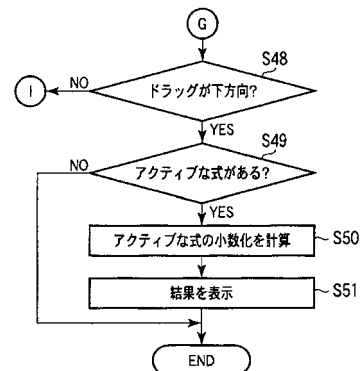 G
S48
ドラッグが下方向?
NO
I
YES
S49
アクティブな式がある?
NO
YES
アクティブな式の小数化を計算
S50
結果を表示
S51
END